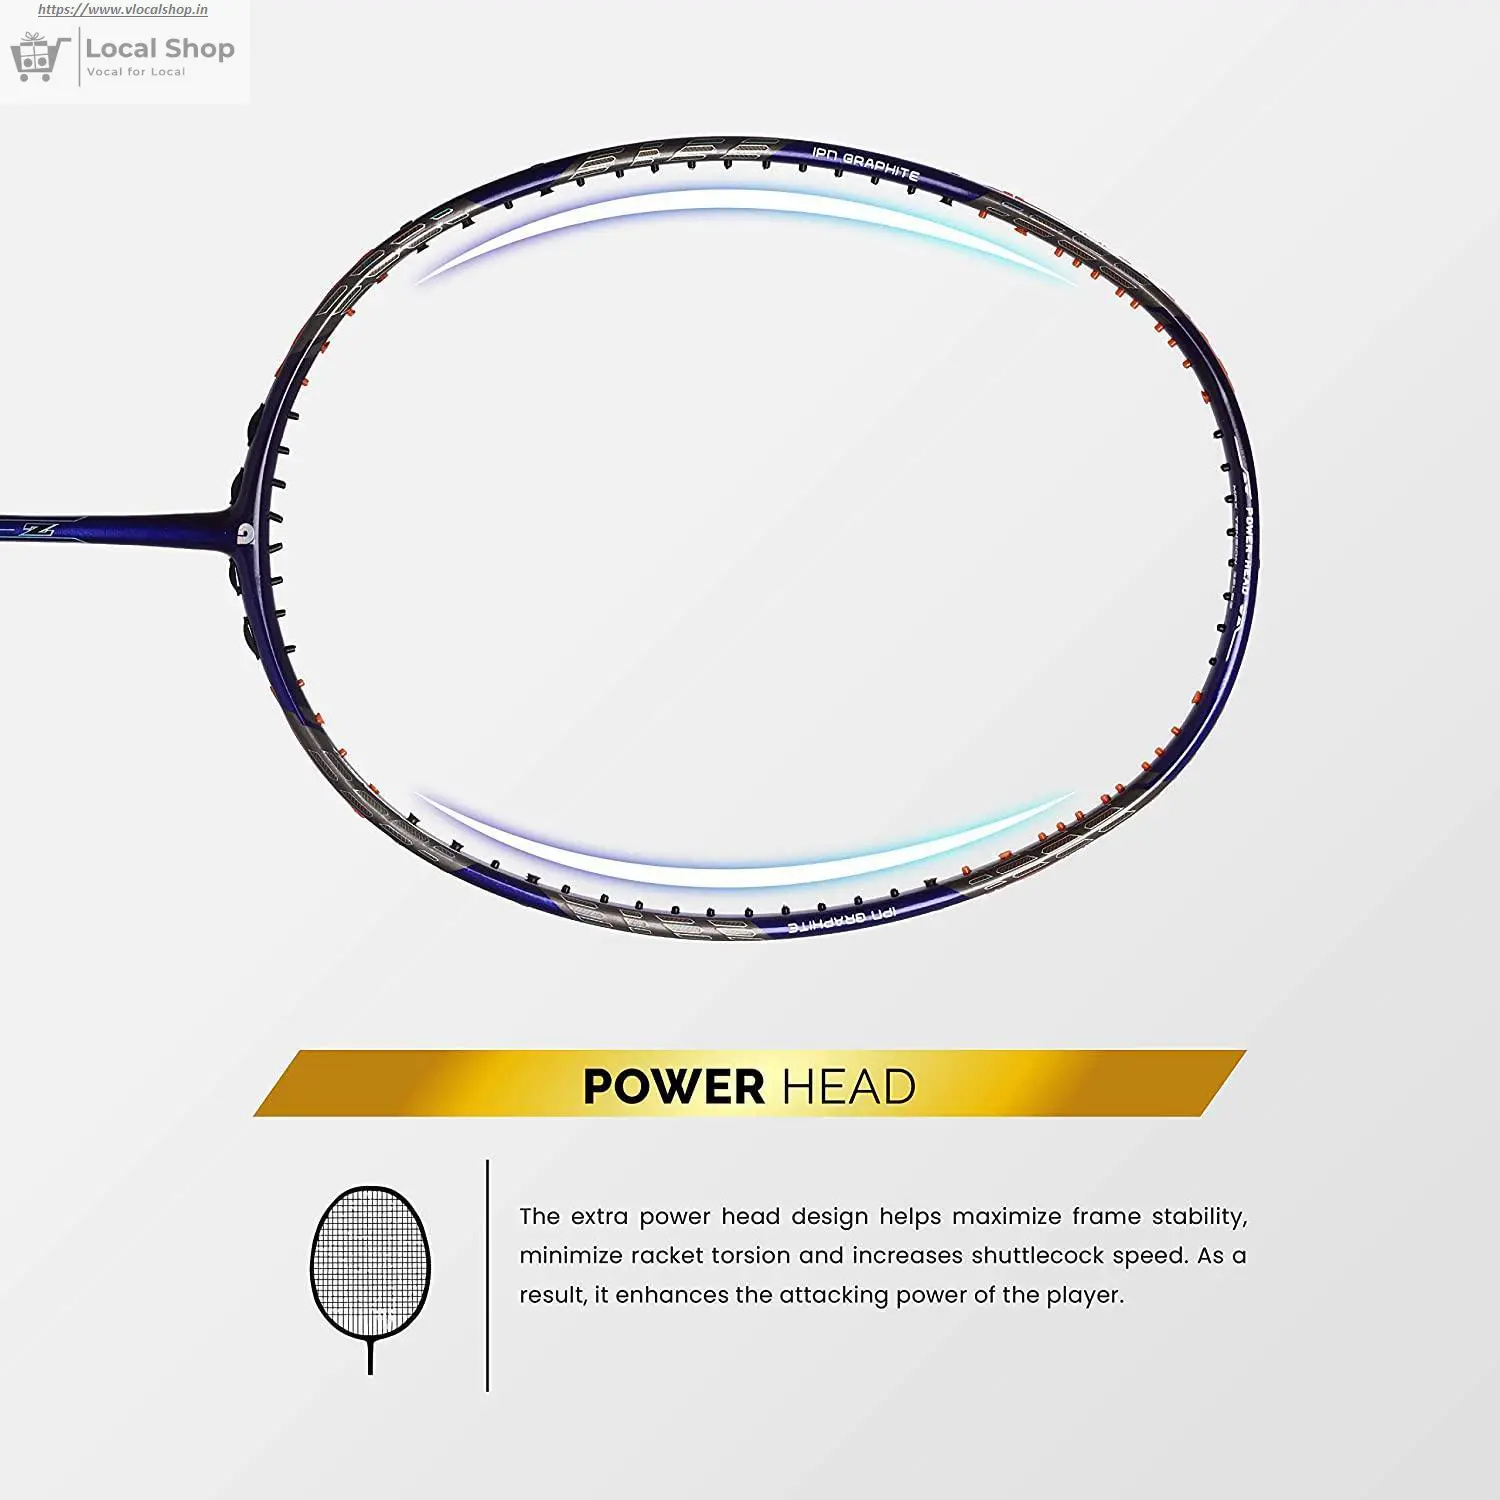 https://www.vlocalshop.in
Local Shop
Vocal for Local
IPN GRAPHITE
Z
POWER HEAD
IPN GRAPHITE
POWER HEAD
The extra power head design helps maximize frame stability,
minimize racket torsion and increases shuttlecock speed. As a
result, it enhances the attacking power of the player.